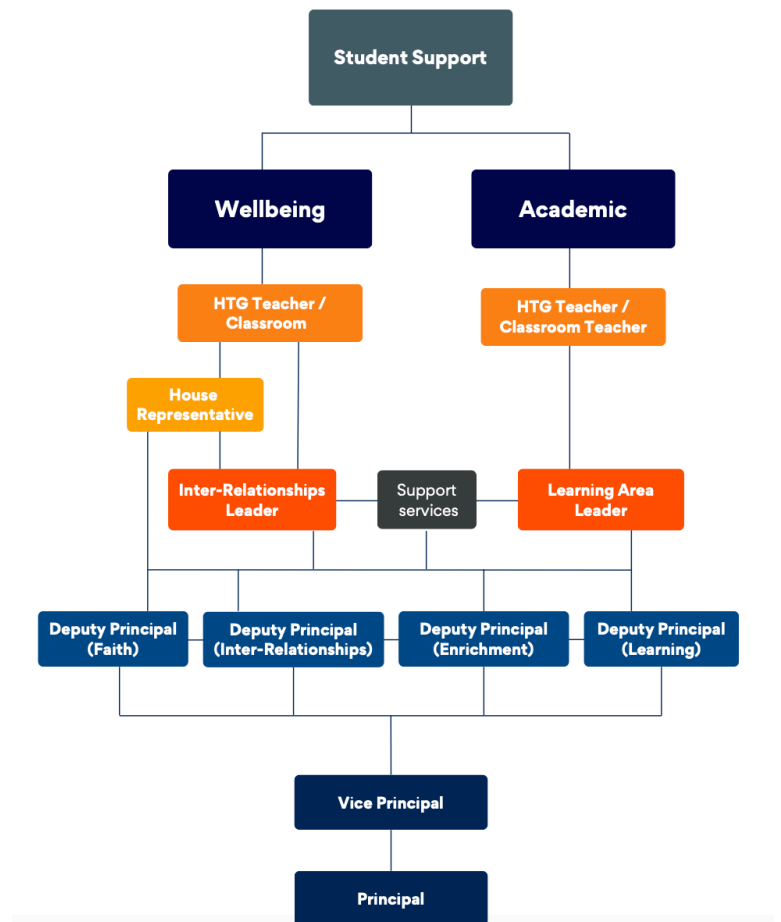 Student Support
Wellbeing
Academic
HTG Teacher /
Classroom
HTG Teacher /
Classroom Teacher
House
Representative
Inter-Relationships
Leader
Support
services
Learning Area
Leader
Deputy Principal
(Faith)
Deputy Principal
(Inter-Relationships)
Deputy Principal
(Enrichment)
Deputy Principal
(Learning)
Vice Principal
Principal